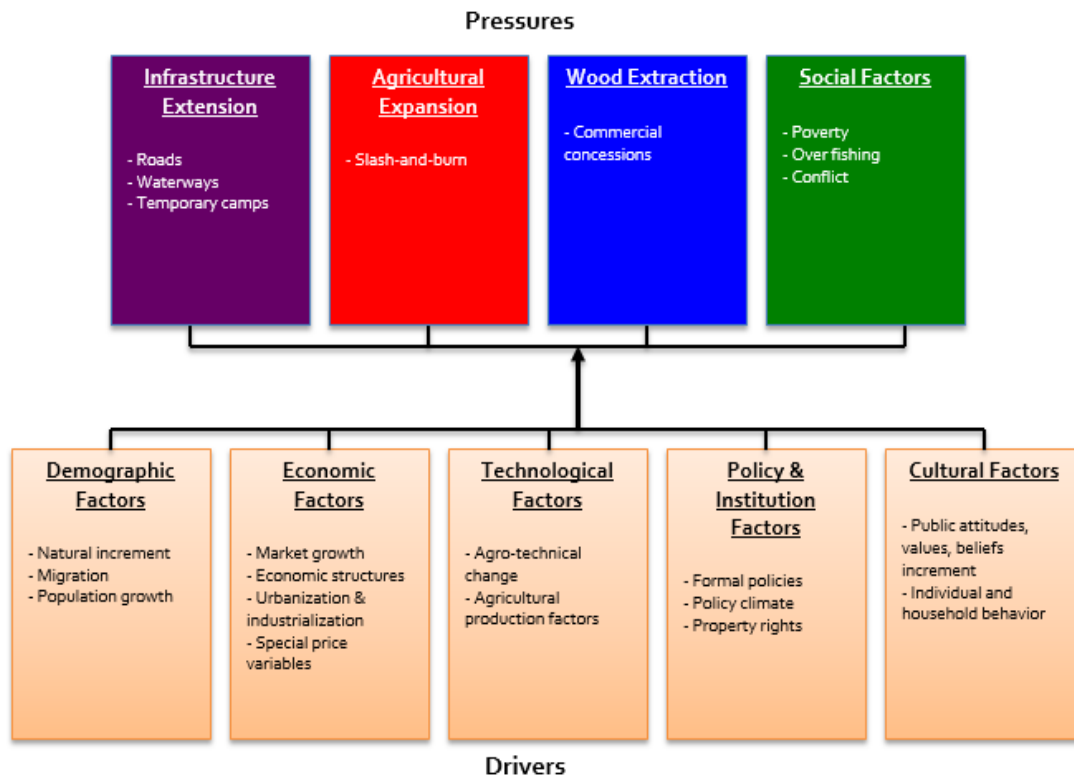 Pressures
Infrastructure
Extension
- Roads
- Waterways
- Temporary camps
Agricultural
Expansion
- Slash-and-burn
Wood Extraction
- Commercial
concessions
Social Factors
- Poverty
- Over fishing
- Conflict
Demographic
Factors
- Natural increment
- Migration
- Population growth
Economic
Factors
- Market growth
- Economic structures
- Urbanization &
industrialization
- Special price
variables
Technological
Factors
- Agro-technical
change
- Agricultural
production factors
Policy &
Institution
Factors
- Formal policies
- Policy climate
- Property rights
Cultural Factors
- Public attitudes,
values, beliefs
increment
- Individual and
household behavior
Drivers